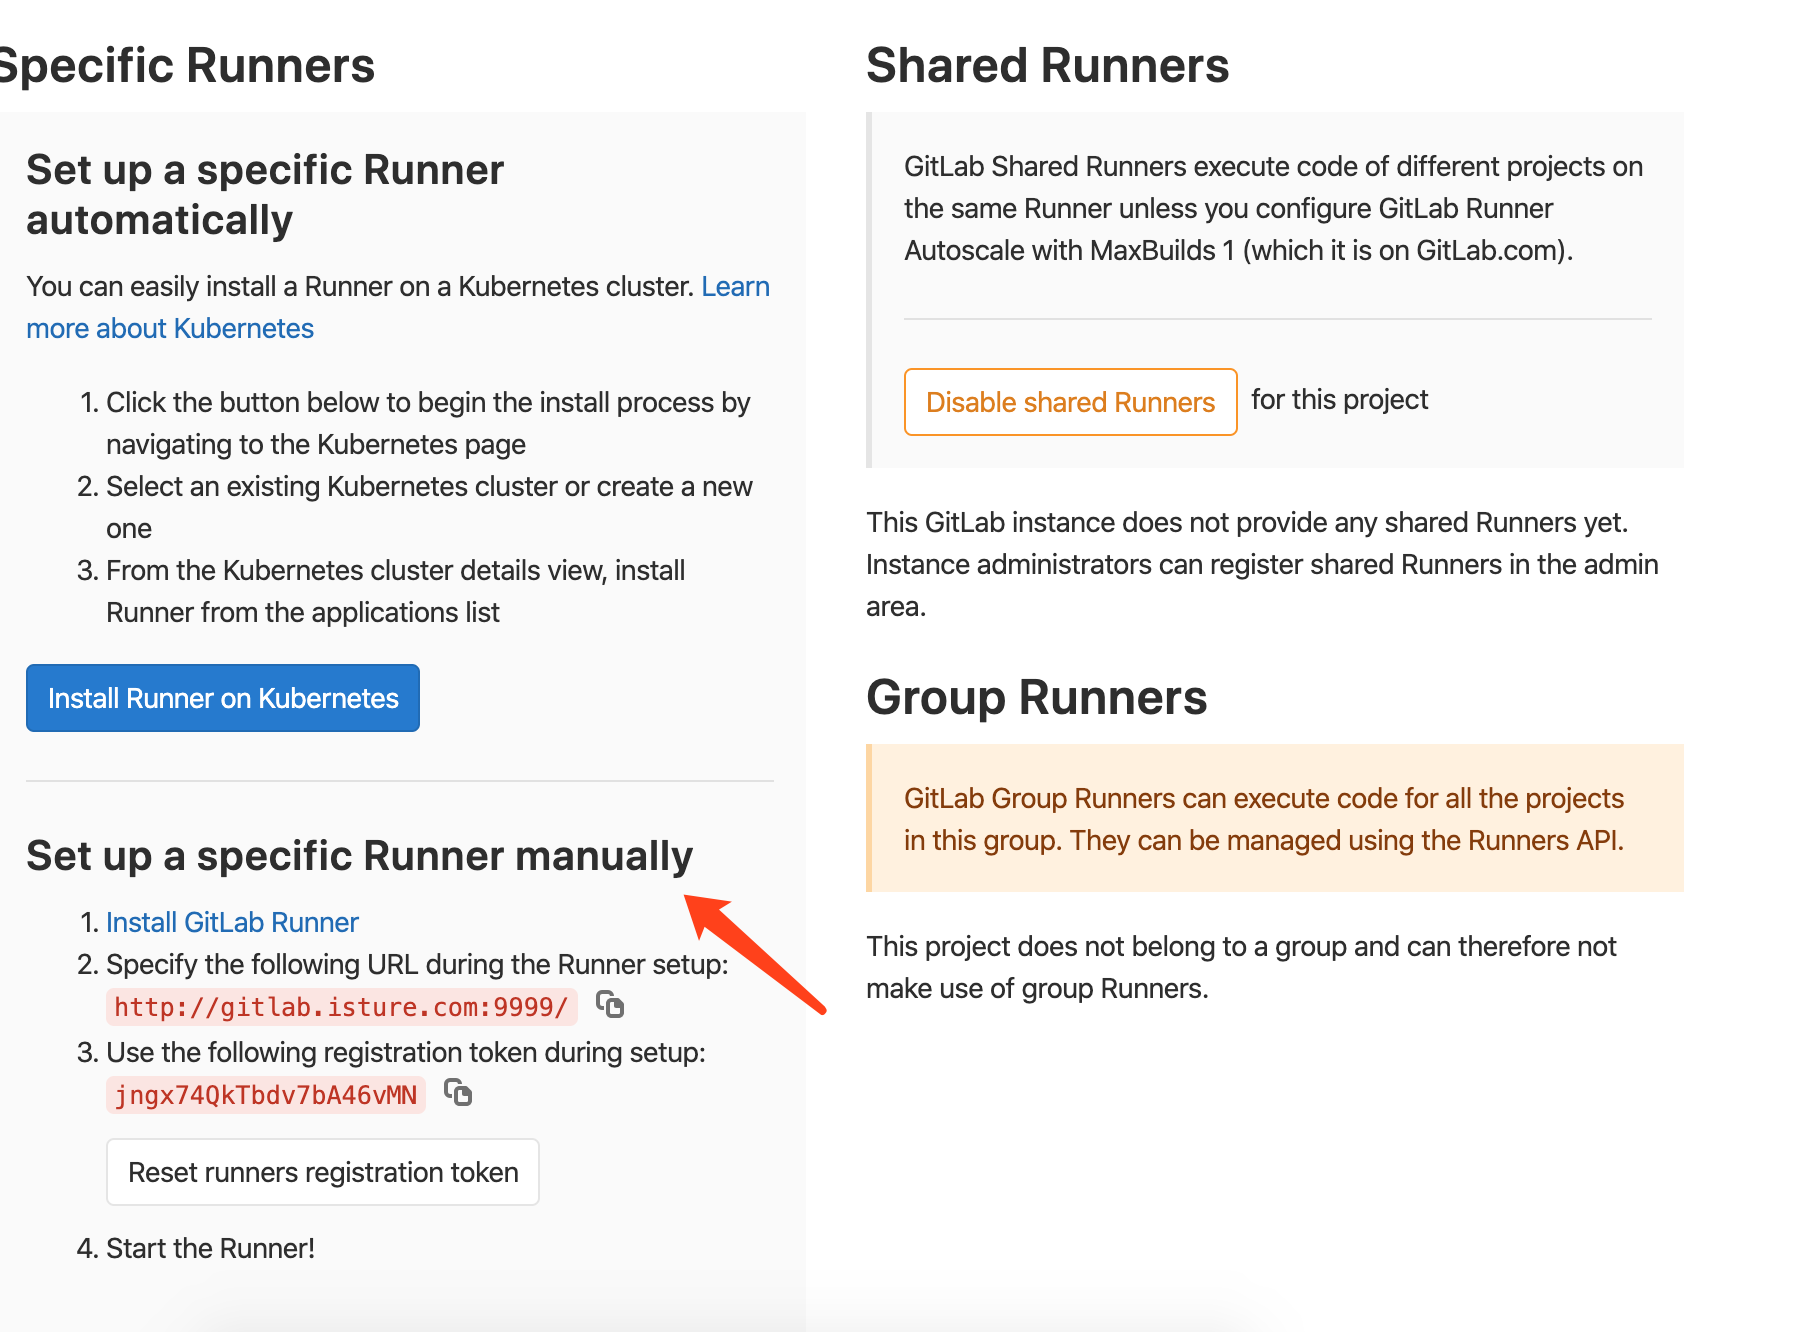 Specific Runners
Set up a specific Runner
automatically
You can easily install a Runner on a Kubernetes cluster. Learn
more about Kubernetes
1. Click the button below to begin the install process by
navigating to the Kubernetes page
2. Select an existing Kubernetes cluster or create a new
one
3. From the Kubernetes cluster details view, install
Runner from the applications list
Install Runner on Kubernetes
Set up a specific Runner manually
1. Install GitLab Runner
2. Specify the following URL during the Runner setup:
http://gitlab.isture.com:9999/
3. Use the following registration token during setup:
jngx74QkTbdv7bA46vMN
Reset runners registration token
4. Start the Runner!
Shared Runners
GitLab Shared Runners execute code of different projects on
the same Runner unless you configure GitLab Runner
Autoscale with MaxBuilds 1 (which it is on GitLab.com).
Disable shared Runners for this project
This GitLab instance does not provide any shared Runners yet.
Instance administrators can register shared Runners in the admin
area.
Group Runners
GitLab Group Runners can execute code for all the projects
in this group. They can be managed using the Runners API.
This project does not belong to a group and can therefore not
make use of group Runners.